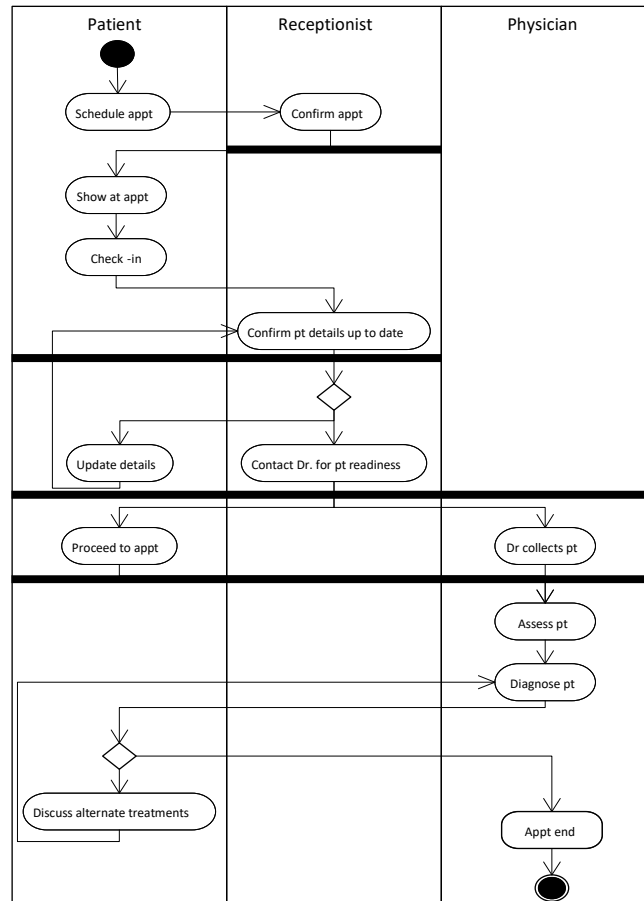 Patient
Receptionist
Physician
Schedule appt
Confirm appt
Show at appt
Check -in
Confirm pt details up to date
Update details
Contact Dr. for pt readiness
Proceed to appt
Dr collects pt
Assess pt
Diagnose pt
Discuss alternate treatments
Appt end